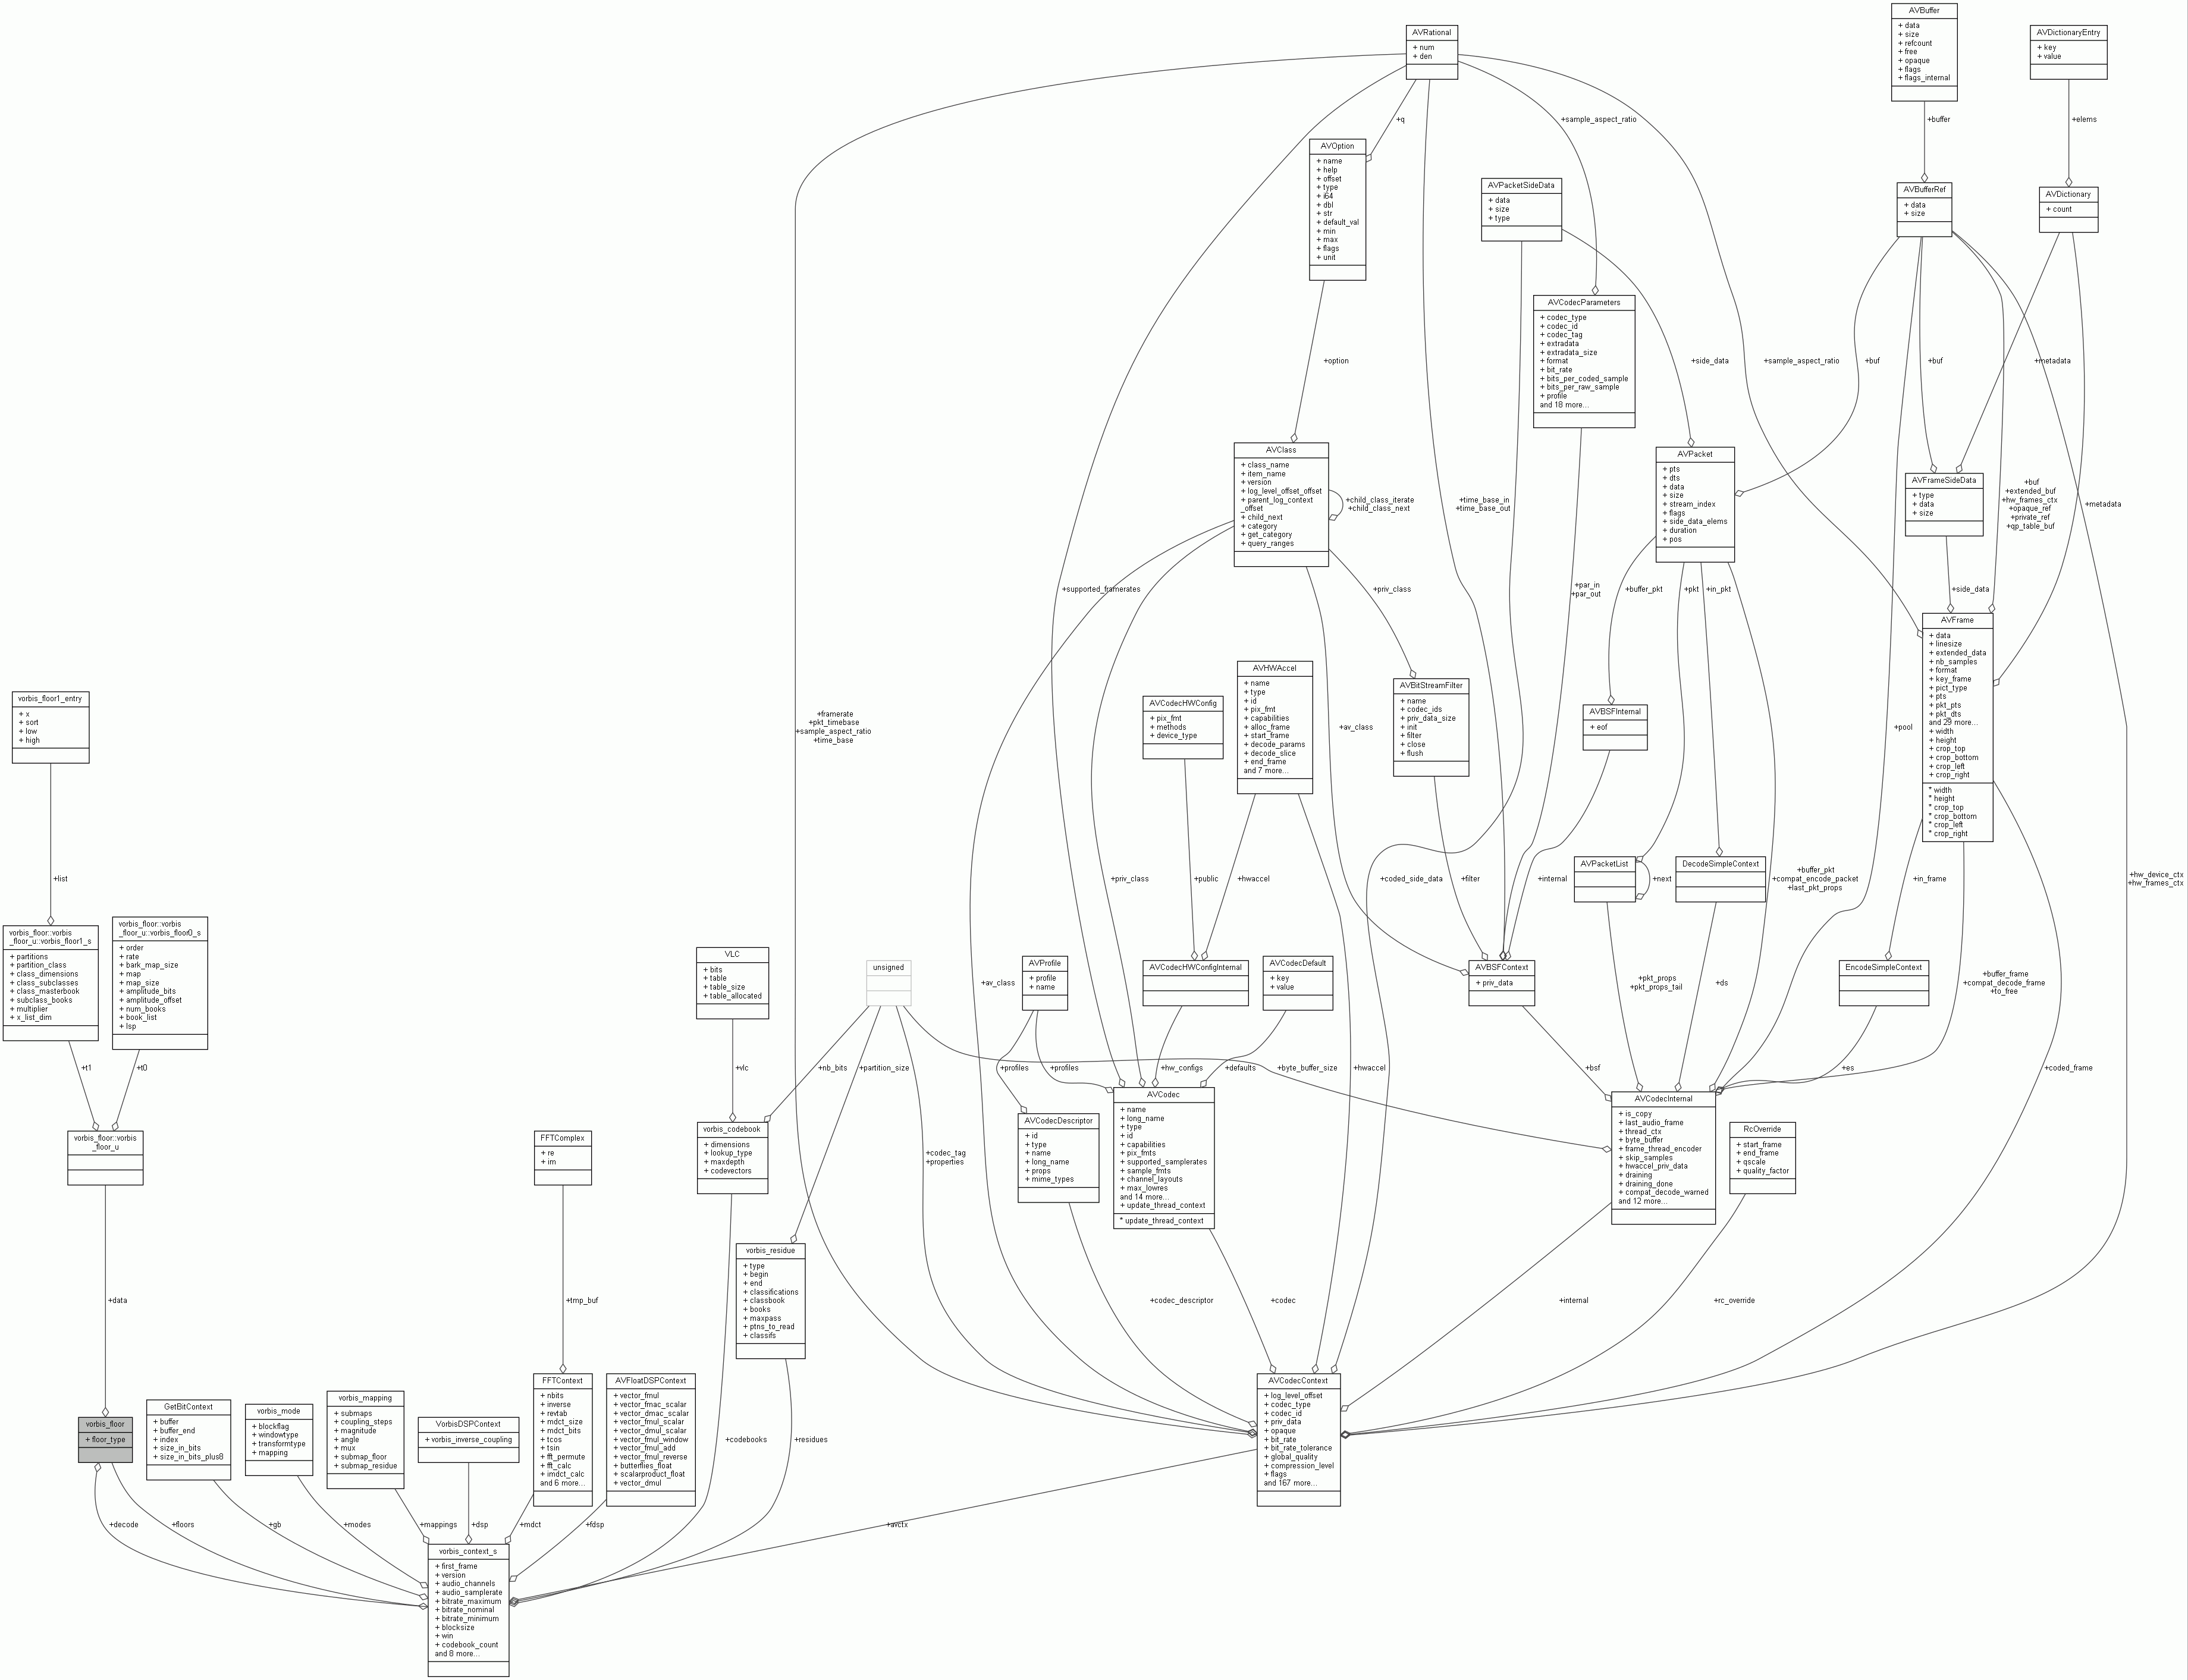 AVBuffer
+ data
+ size
+ refcount
+ free
+ opaque
+ flags
+ flags_internal
AVRational
+ num
+ den
AVDictionaryEntry
+ key
+ value
+q
+sample_aspect_ratio
+buffer
+elems
AVOption
+ name
+ help
+ offset
+ type
+ i64
+ dbl
+ str
+ default_val
+ min
+ max
+ flags
+ unit
AVPacketSideData
+ data
+ size
+ type
AVBufferRef
+ data
+ size
AVDictionary
+ count
AVCodecParameters
+ codec_type
+ codec_id
+ codec_tag
+ extradata
+ extradata_size
+ format
+ bit_rate
+ bits_per_coded_sample
+ bits_per_raw_sample
+ profile
and 18 more...
+option
+side_data
+sample_aspect_ratio
+buf
+buf
+metadata
AVClass
+ class_name
+ item_name
+ version
+ log_level_offset_offset
+ parent_log_context
_offset
+ child_next
+ category
+ get_category
+ query_ranges
+child_class_iterate
+child_class_next
+time_base_in
+time_base_out
AVPacket
+ pts
+ dts
+ data
+ size
+ stream_index
+ flags
+ side_data_elems
+ duration
+ pos
AVFrameSideData
+ type
+ data
+ size
+buf
+extended_buf
+hw_frames_ctx
+opaque_ref
+private_ref
+qp_table_buf
+metadata
+supported_framerates
+priv_class
+par_in
+par_out
+buffer_pkt
+pkt
+in_pkt
+side_data
AVFrame
+ data
+ linesize
+ extended_data
+ nb_samples
+ format
+ key_frame
+ pict_type
+ pts
+ pkt_pts
+ pkt_dts
and 29 more...
+ width
+ height
+ crop_top
+ crop_bottom
+ crop_left
+ crop_right
* width
* height
* crop_top
* crop_bottom
* crop_left
* crop_right
vorbis_floor1_entry
+ x
+ sort
+ low
+ high
+framerate
+pkt_timebase
+sample_aspect_ratio
+time_base
AVCodecHWConfig
+ pix_fmt
+ methods
+ device_type
AVHWAccel
+ name
+ type
+ id
+ pix_fmt
+ capabilities
+ alloc_frame
+ start_frame
+ decode_params
+ decode_slice
+ end_frame
and 7 more...
+av_class
AVBitStreamFilter
+ name
+ codec_ids
+ priv_data_size
+ init
+ filter
+ close
+ flush
AVBSFInternal
+ eof
+pool
+list
+priv_class
+public
+hwaccel
+coded_side_data
+filter
+internal
AVPacketList
+next
DecodeSimpleContext
+buffer_pkt
+compat_encode_packet
+last_pkt_props
+in_frame
+hw_device_ctx
+hw_frames_ctx
vorbis_floor::vorbis
_floor_u::vorbis_floor1_s
+ partitions
+ partition_class
+ class_dimensions
+ class_subclasses
+ class_masterbook
+ subclass_books
+ multiplier
+ x_list_dim
vorbis_floor::vorbis
_floor_u::vorbis_floor0_s
+ order
+ rate
+ bark_map_size
+ map
+ map_size
+ amplitude_bits
+ amplitude_offset
+ num_books
+ book_list
+ lsp
VLC
+ bits
+ table
+ table_size
+ table_allocated
unsigned
+av_class
AVProfile
+ profile
+ name
AVCodecHWConfigInternal
AVCodecDefault
+ key
+ value
AVBSFContext
+ priv_data
+pkt_props
+pkt_props_tail
+ds
EncodeSimpleContext
+buffer_frame
+compat_decode_frame
+to_free
+t1
+t0
+vlc
+nb_bits
+partition_size
+profiles
+profiles
+hw_configs
+defaults
+byte_buffer_size
+hwaccel
+bsf
+es
+coded_frame
vorbis_floor::vorbis
_floor_u
FFTComplex
+ re
+ im
vorbis_codebook
+ dimensions
+ lookup_type
+ maxdepth
+ codevectors
+codec_tag
+properties
AVCodecDescriptor
+ id
+ type
+ name
+ long_name
+ props
+ mime_types
AVCodec
+ name
+ long_name
+ type
+ id
+ capabilities
+ pix_fmts
+ supported_samplerates
+ sample_fmts
+ channel_layouts
+ max_lowres
and 14 more...
+ update_thread_context
* update_thread_context
AVCodecInternal
+ is_copy
+ last_audio_frame
+ thread_ctx
+ byte_buffer
+ frame_thread_encoder
+ skip_samples
+ hwaccel_priv_data
+ draining
+ draining_done
+ compat_decode_warned
and 12 more...
RcOverride
+ start_frame
+ end_frame
+ qscale
+ quality_factor
vorbis_residue
+ type
+ begin
+ end
+ classifications
+ classbook
+ books
+ maxpass
+ ptns_to_read
+ classifs
+data
+tmp_buf
+codec_descriptor
+codec
+internal
+rc_override
vorbis_floor
+ floor_type
GetBitContext
+ buffer
+ buffer_end
+ index
+ size_in_bits
+ size_in_bits_plus8
vorbis_mode
+ blockflag
+ windowtype
+ transformtype
+ mapping
vorbis_mapping
+ submaps
+ coupling_steps
+ magnitude
+ angle
+ mux
+ submap_floor
+ submap_residue
VorbisDSPContext
+ vorbis_inverse_coupling
FFTContext
+ nbits
+ inverse
+ revtab
+ mdct_size
+ mdct_bits
+ tcos
+ tsin
+ fft_permute
+ fft_calc
+ imdct_calc
and 6 more...
AVFloatDSPContext
+ vector_fmul
+ vector_fmac_scalar
+ vector_dmac_scalar
+ vector_fmul_scalar
+ vector_dmul_scalar
+ vector_fmul_window
+ vector_fmul_add
+ vector_fmul_reverse
+ butterflies_float
+ scalarproduct_float
+ vector_dmul
+codebooks
+residues
AVCodecContext
+ log_level_offset
+ codec_type
+ codec_id
+ priv_data
+ opaque
+ bit_rate
+ bit_rate_tolerance
+ global_quality
+ compression_level
+ flags
and 167 more...
+decode
+floors
+gb
+modes
+mappings
+dsp
+mdct
+fdsp
+avctx
vorbis_context_s
+ first_frame
+ version
+ audio_channels
+ audio_samplerate
+ bitrate_maximum
+ bitrate_nominal
+ bitrate_minimum
+ blocksize
+ win
+ codebook_count
and 8 more...